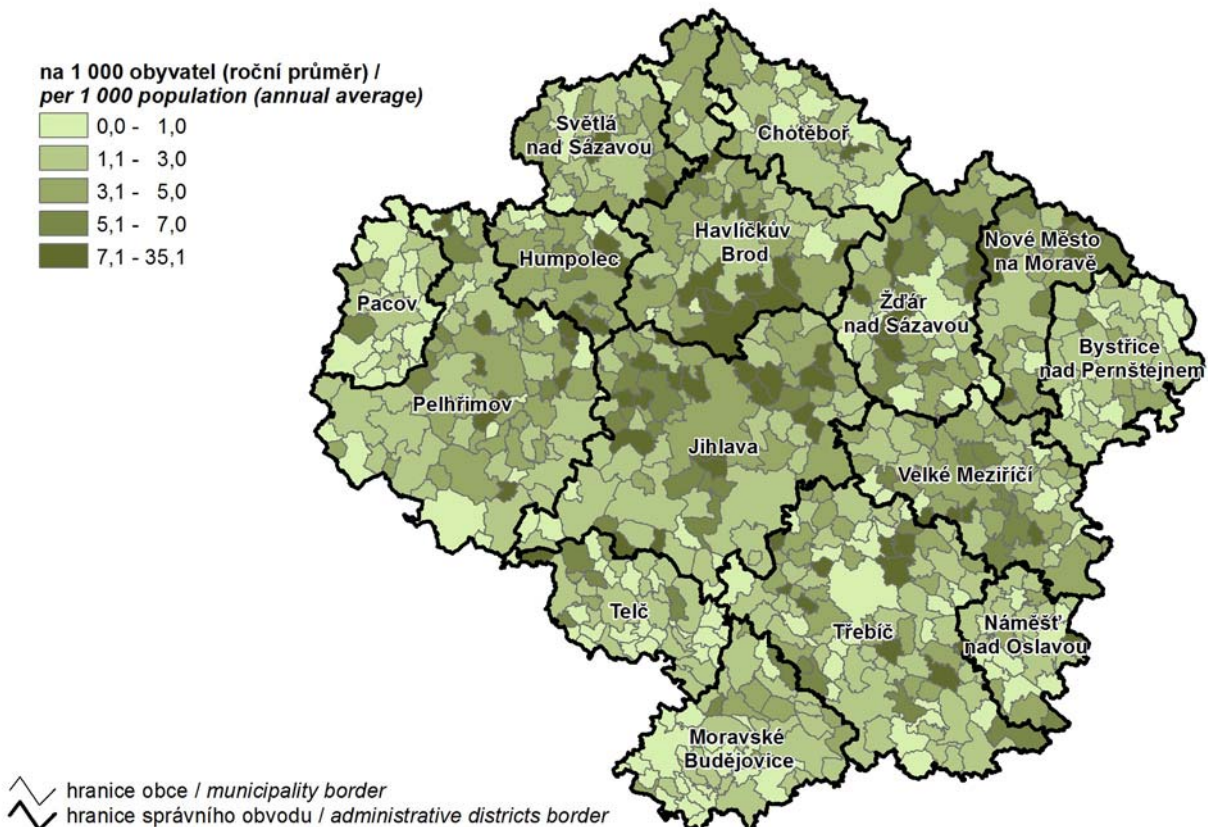 na 1 000 obyvatel (roční průměr) /
per 1 000 population (annual average)
0,0 - 1,0
1,1 - 3,0
3,1 - 5,0
5,1 - 7,0
7,1 - 35,1
Světlá
nad Sázavou
Chotěboř
Havlíčkův
Brod
Humpolec
Nové Město
na Moravě
Pacov
Žďár
nad Sázavou
Bystřice
nad Pernštejnem
Pelhřimov
Jihlava
Velké Meziříčí
Telč
Třebíč
Náměšť
nad Oslavou
Moravské
Budějovice
hranice obce / municipality border
hranice správního obvodu / administrative districts border